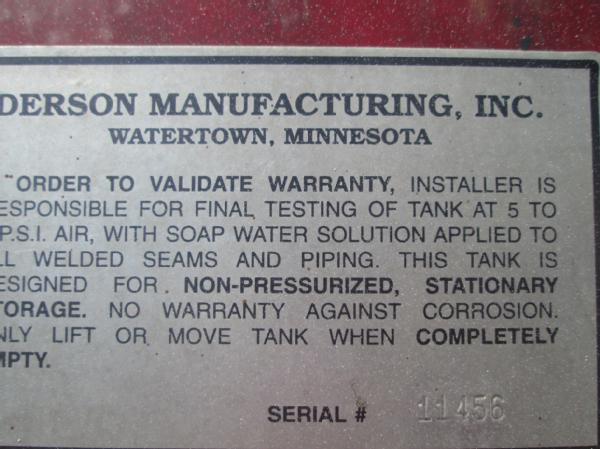 DERSON MANUFACTURING, INC.
WATERTOWN, MINNESOTA
ORDER TO VALIDATE WARRANTY, INSTALLER IS
ESPONSIBLE FOR FINAL TESTING OF TANK AT 5 TO
P.S.I. AIR, WITH SOAP WATER SOLUTION APPLIED TO
LL WELDED SEAMS AND PIPING. THIS TANK IS
ESIGNED FOR NON-PRESSURIZED, STATIONARY
TORAGE. NO WARRANTY AGAINST CORROSION.
NLY LIFT OR MOVE TANK WHEN COMPLETELY
MPTY.
SERIAL # 11456